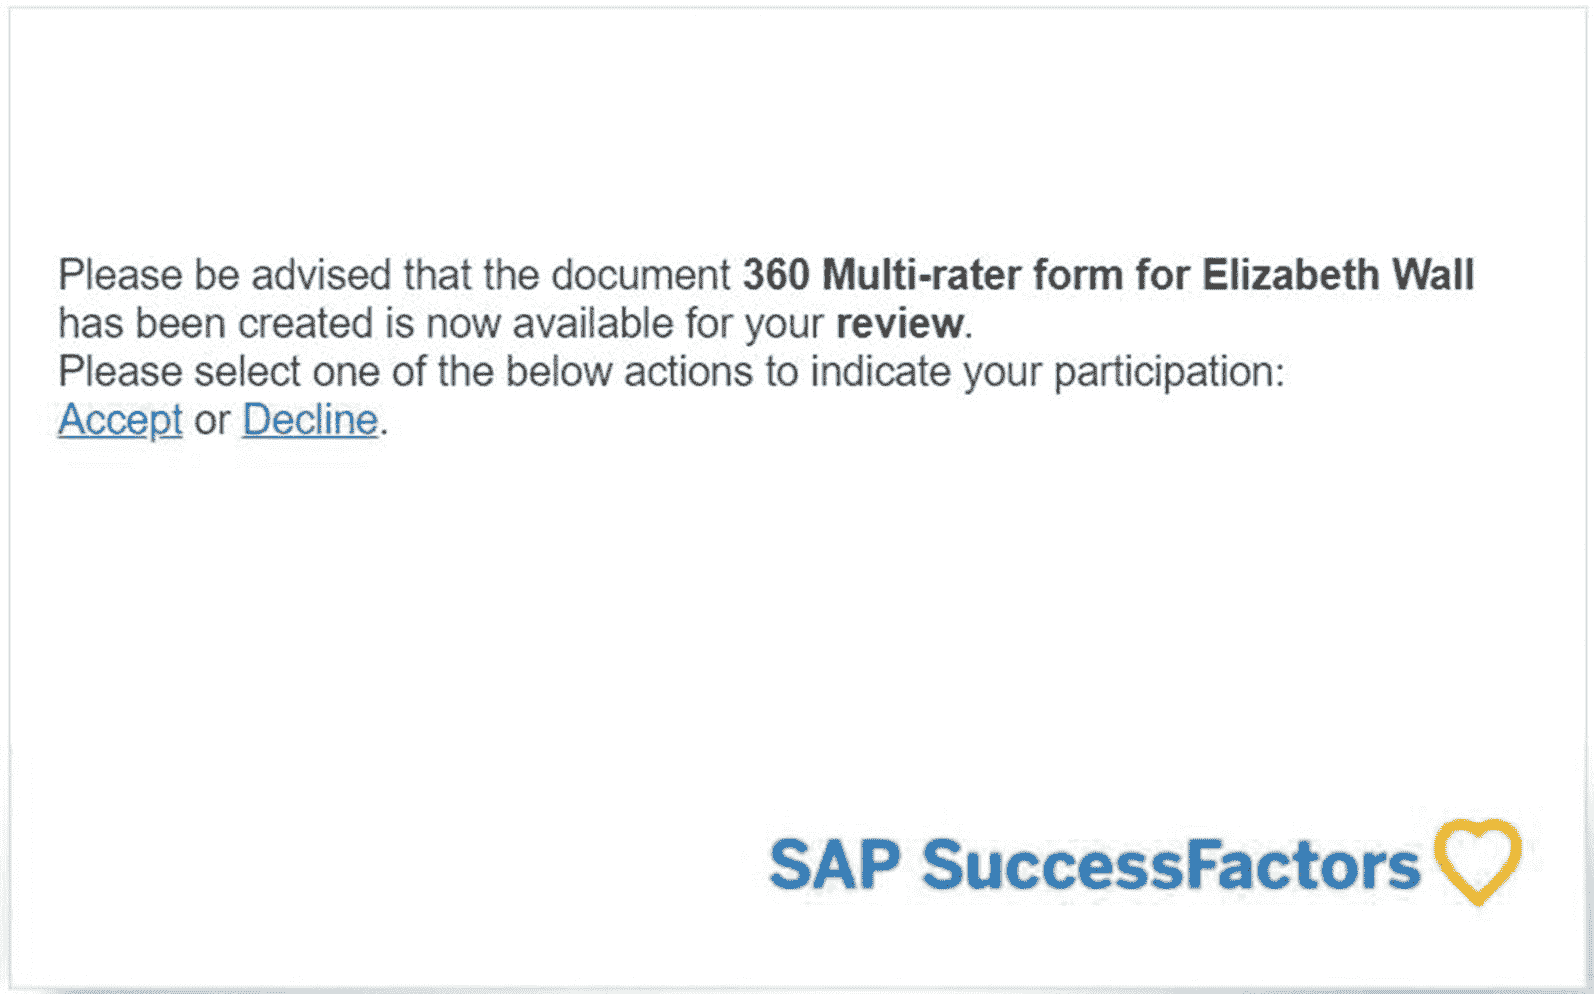 Please be advised that the document 360 Multi-rater form for Elizabeth Wall
has been created is now available for your review.
Please select one of the below actions to indicate your participation:
Accept or Decline.
SAP SuccessFactors